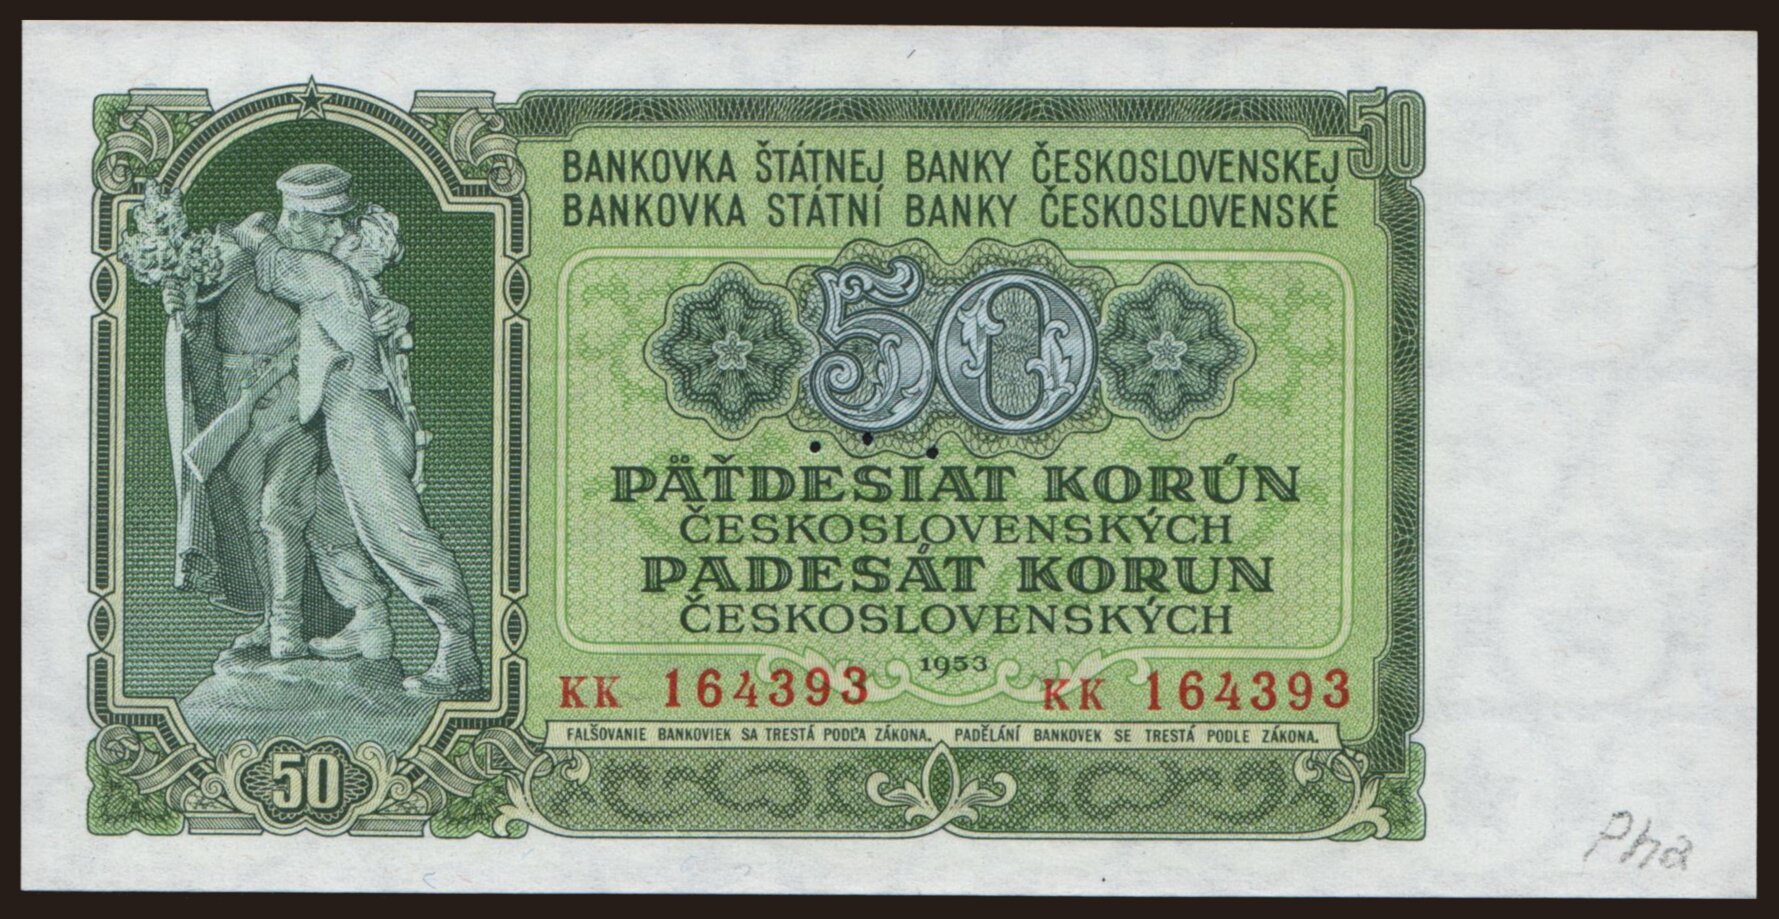 50
BANKOVKA ŠTÁTNEJ BANKY ČESKOSLOVENSKEJ
BANKOVKA STÁTNÍ BANKY ČESKOSLOVENSKÉ
50
PÄŤDESIAT KORÚN
ČESKOSLOVENSKÝCH
PADESÁT KORUN
ČESKOSLOVENSKÝCH
1953
KK 164393 KK 164393
FALŠOVANIE BANKOVIEK SA TRESTÁ PODĽA ZÁKONA. PADĚLÁNÍ BANKOVEK SE TRESTÁ PODLE ZÁKONA.
50
Pha